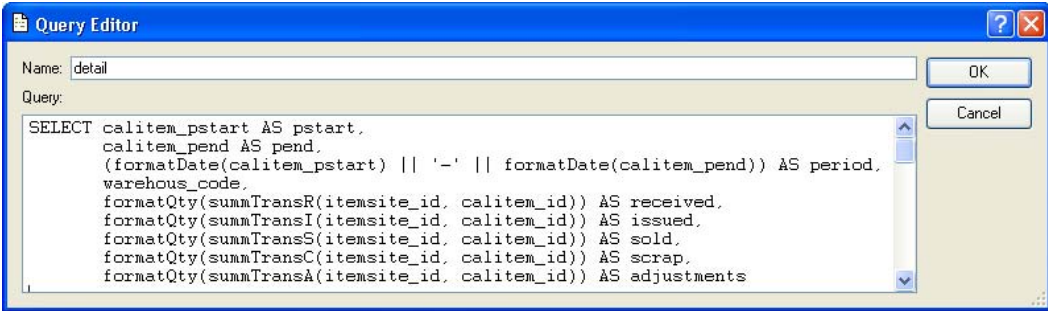 Query Editor
Name: detail
OK
Query:
Cancel
SELECT calitem_pstart AS pstart,
calitem_pend AS pend,
(formatDate(calitem_pstart) || '-' || formatDate(calitem_pend)) AS period,
warehous_code,
formatQty(summTransR(itemsite_id, calitem_id)) AS received,
formatQty(summTransI(itemsite_id, calitem_id)) AS issued,
formatQty(summTransS(itemsite_id, calitem_id)) AS sold,
formatQty(summTransC(itemsite_id, calitem_id)) AS scrap,
formatQty(summTransA(itemsite_id, calitem_id)) AS adjustments